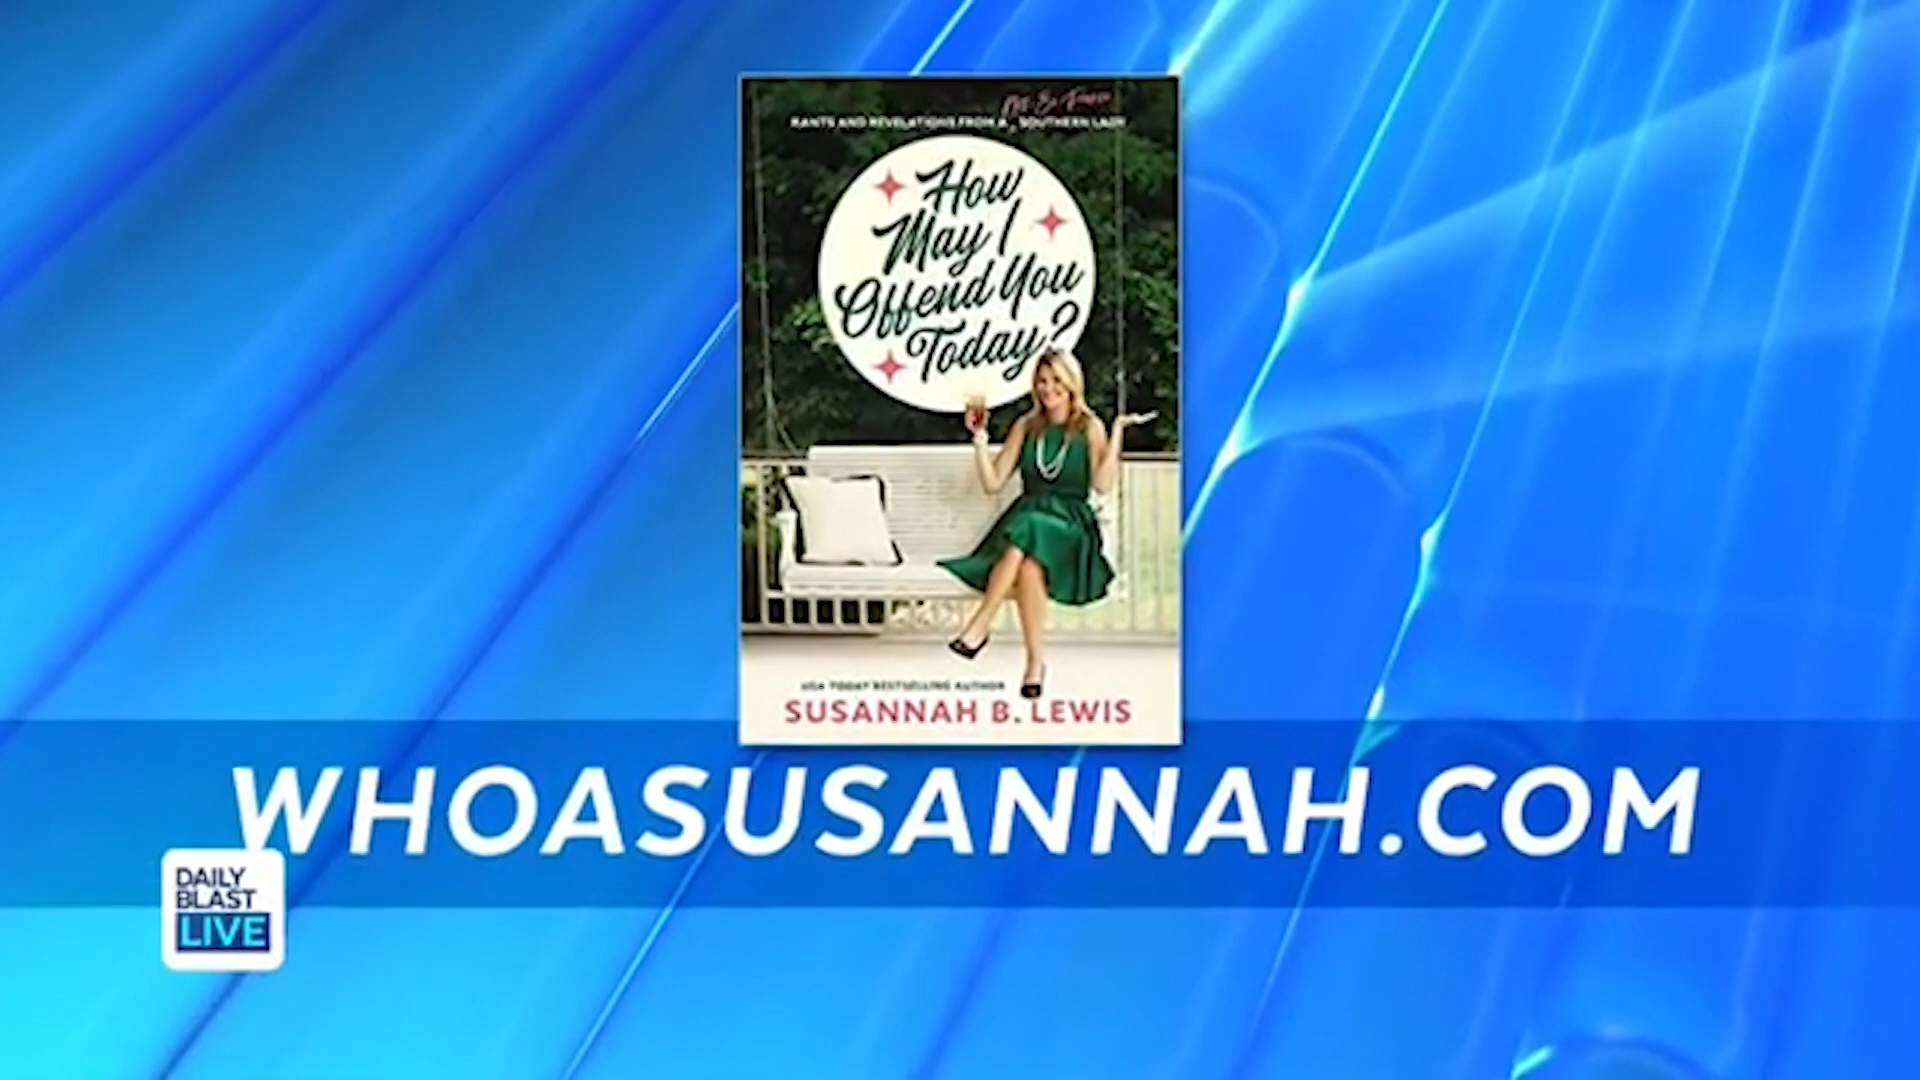 RANTS AND REVELATIONS FROM A SOUTHERN LADY
How
May I
Offend You
Today?
USA TODAY BESTSELLING AUTHOR
SUSANNAH B. LEWIS
WHOASUSANNAH.COM
DAILY
BLAST
LIVE